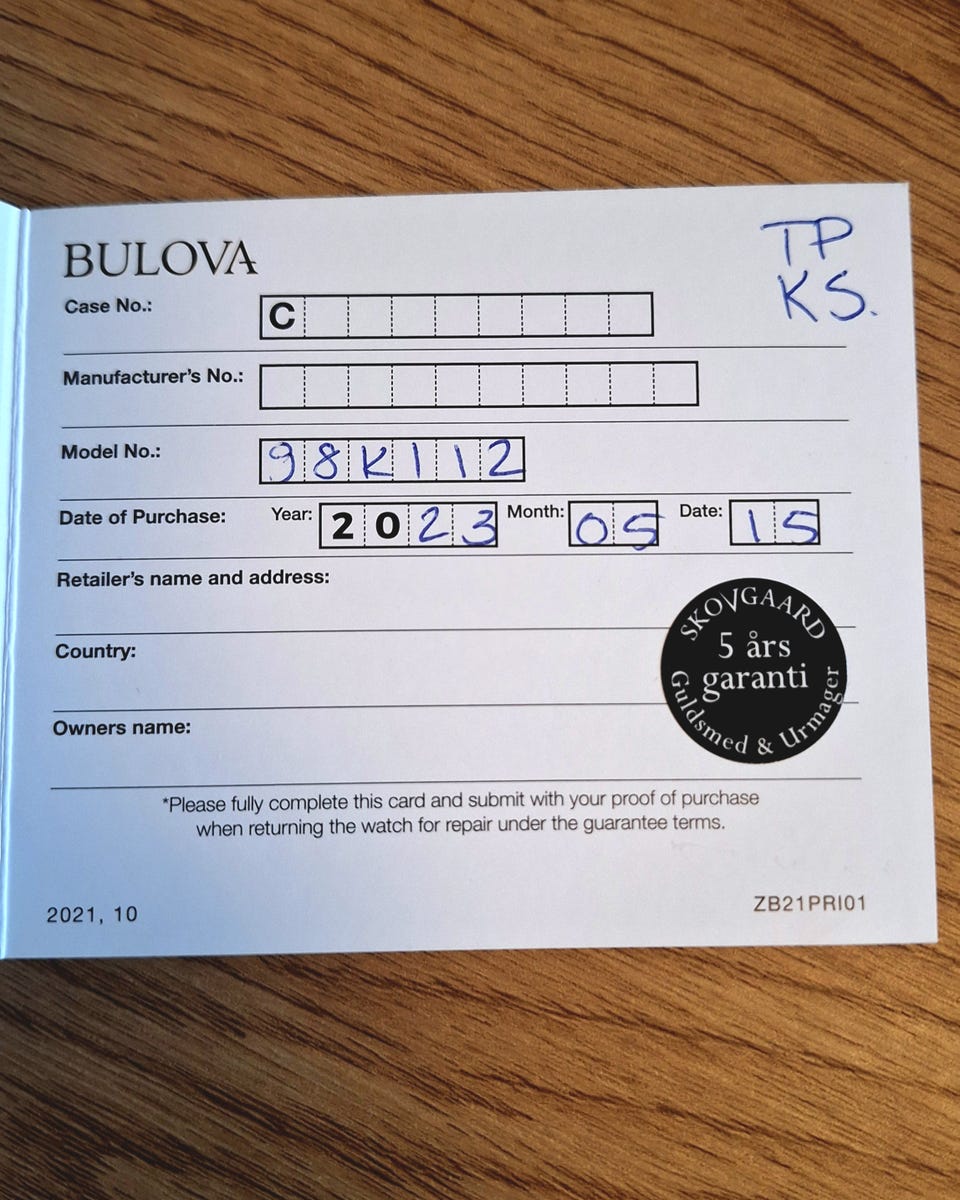 BULOVA
TP
KS.
Case No.: C
Manufacturer's No.:
Model No.: 98K112
Date of Purchase: Year: 2023 Month: 05 Date: 15
Retailer's name and address:
SKOVGAARD
5 års
garanti
Guldsmed & Urmager
Country:
Owners name:
*Please fully complete this card and submit with your proof of purchase
when returning the watch for repair under the guarantee terms.
2021, 10
ZB21PRI01